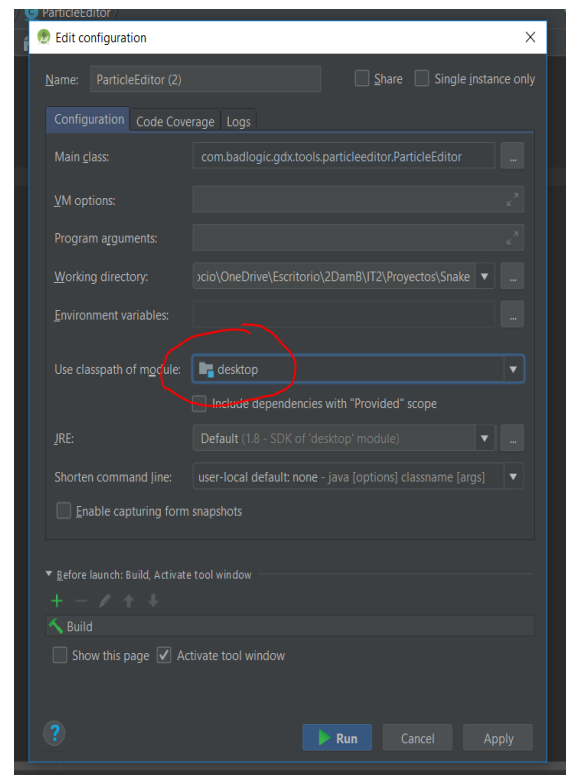 ParticleEditor
Edit configuration
Name: ParticleEditor (2) Share Single instance only
Configuration Code Coverage Logs
Main class: com.badlogic.gdx.tools.particleeditor.ParticleEditor ...
VM options:
Program arguments:
Working directory: ocio\OneDrive\Escritorio\2DamB\IT2\Proyectos\Snake ...
Environment variables: ...
Use classpath of module: desktop
Include dependencies with "Provided" scope
JRE: Default (1.8 - SDK of 'desktop' module) ...
Shorten command line: user-local default: none - java [options] classname [args]
Enable capturing form snapshots
Before launch: Build, Activate tool window
Build
Show this page Activate tool window
? Run Cancel Apply